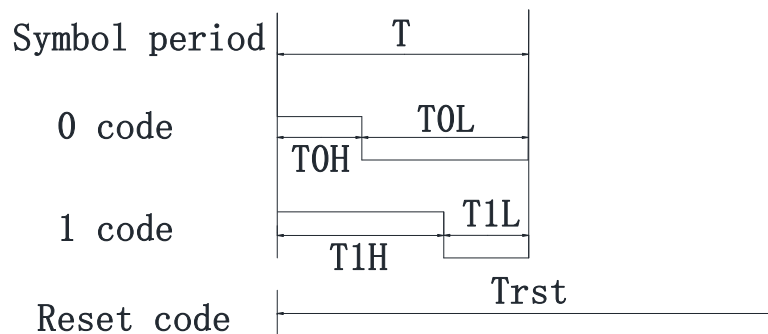 Symbol period T
0 code T0L
T0H
1 code T1L
T1H
Trst
Reset code